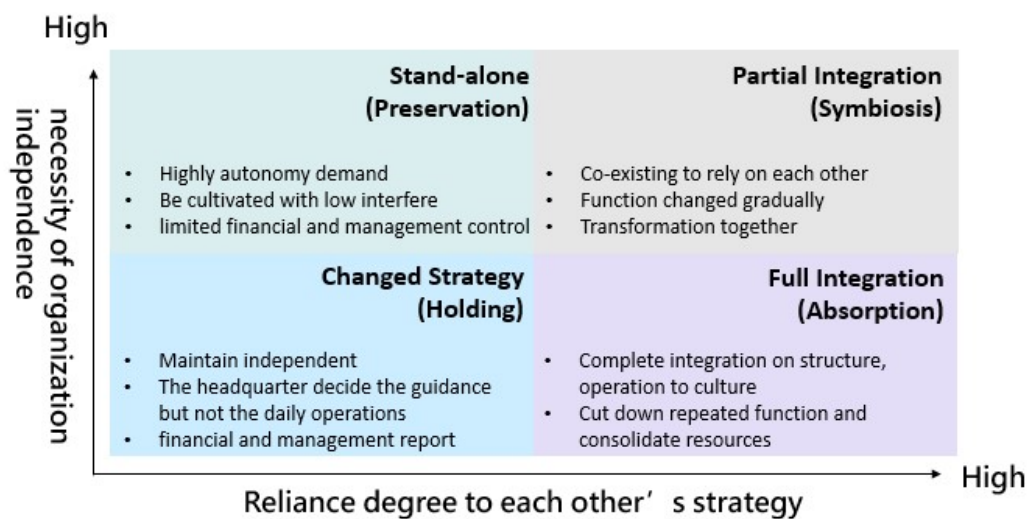 High
necessity of organization
independence
Stand-alone
(Preservation)
• Highly autonomy demand
• Be cultivated with low interfere
• limited financial and management control
Partial Integration
(Symbiosis)
• Co-existing to rely on each other
• Function changed gradually
• Transformation together
Changed Strategy
(Holding)
• Maintain independent
• The headquarter decide the guidance
but not the daily operations
• financial and management report
Full Integration
(Absorption)
• Complete integration on structure,
operation to culture
• Cut down repeated function and
consolidate resources
High
Reliance degree to each other’s strategy